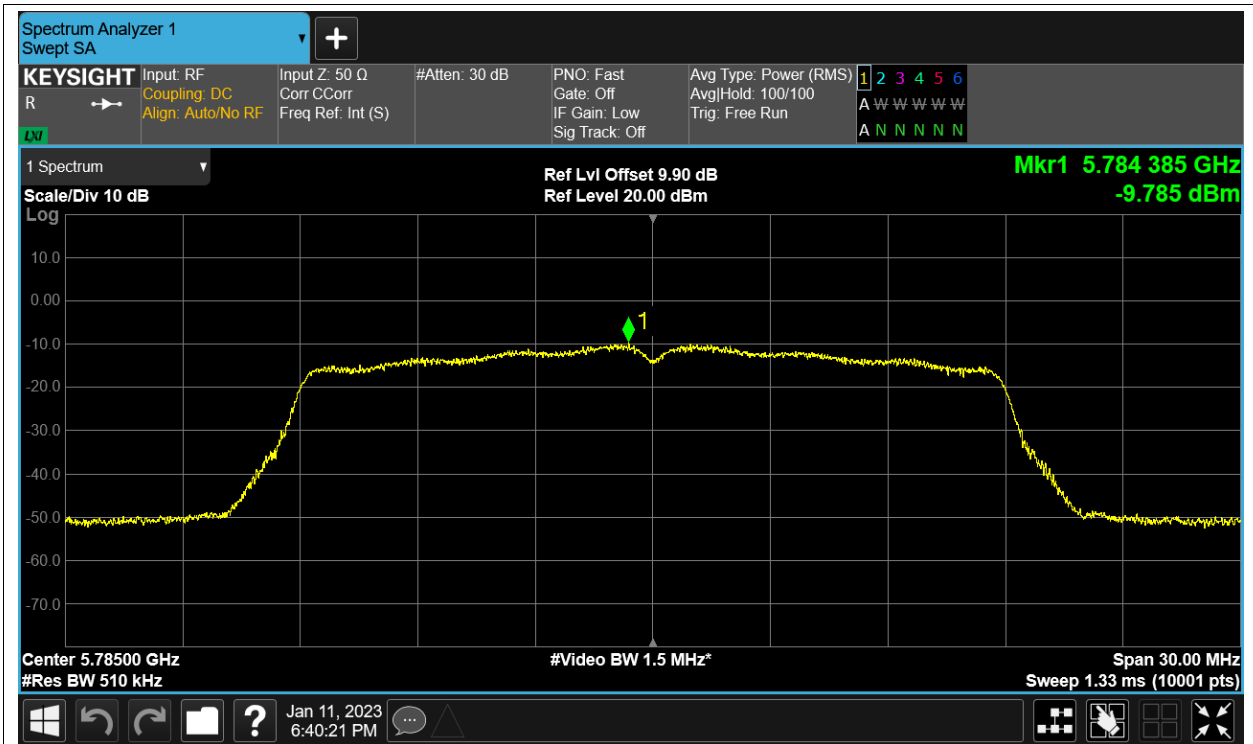 Spectrum Analyzer 1
Swept SA
KEYSIGHT
R
LXI
Input: RF
Coupling: DC
Align: Auto/No RF
Input Z: 50 Ω
Corr CCorr
Freq Ref: Int (S)
#Atten: 30 dB
PNO: Fast
Gate: Off
IF Gain: Low
Sig Track: Off
Avg Type: Power (RMS)
Avg|Hold: 100/100
Trig: Free Run
1 2 3 4 5 6
A W W W W W
A N N N N N
1 Spectrum
Scale/Div 10 dB
Log
Ref Lvl Offset 9.90 dB
Ref Level 20.00 dBm
Mkr1 5.784 385 GHz
-9.785 dBm
10.0
0.00
-10.0
-20.0
-30.0
-40.0
-50.0
-60.0
-70.0
1
Center 5.78500 GHz
#Res BW 510 kHz
#Video BW 1.5 MHz*
Span 30.00 MHz
Sweep 1.33 ms (10001 pts)
?
Jan 11, 2023
6:40:21 PM